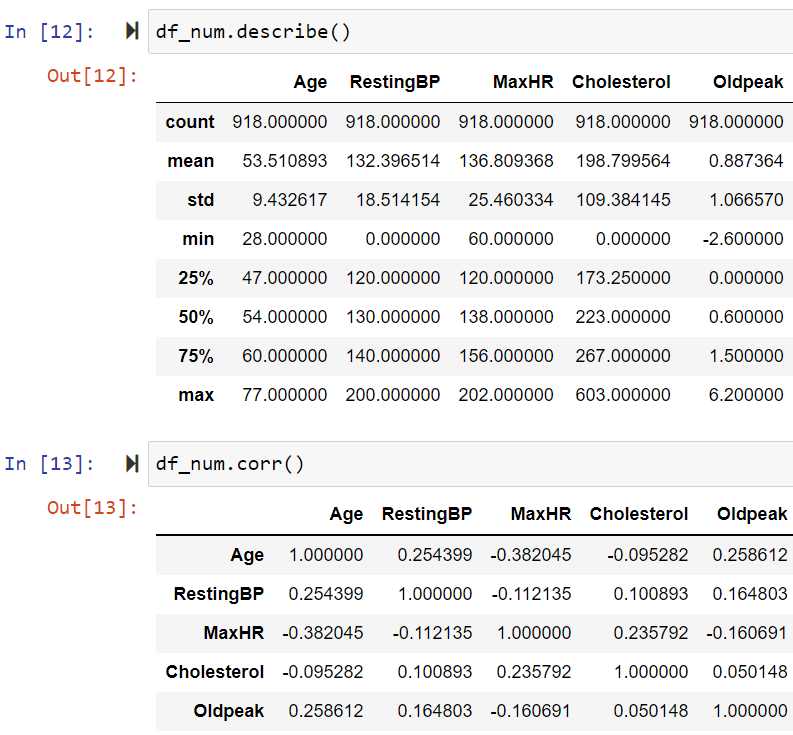 In [12]: df_num.describe()
Out[12]:
Age RestingBP MaxHR Cholesterol Oldpeak
count 918.000000 918.000000 918.000000 918.000000 918.000000
mean 53.510893 132.396514 136.809368 198.799564 0.887364
std 9.432617 18.514154 25.460334 109.384145 1.066570
min 28.000000 0.000000 60.000000 0.000000 -2.600000
25% 47.000000 120.000000 120.000000 173.250000 0.000000
50% 54.000000 130.000000 138.000000 223.000000 0.600000
75% 60.000000 140.000000 156.000000 267.000000 1.500000
max 77.000000 200.000000 202.000000 603.000000 6.200000
In [13]: df_num.corr()
Out[13]:
Age RestingBP MaxHR Cholesterol Oldpeak
Age 1.000000 0.254399 -0.382045 -0.095282 0.258612
RestingBP 0.254399 1.000000 -0.112135 0.100893 0.164803
MaxHR -0.382045 -0.112135 1.000000 0.235792 -0.160691
Cholesterol -0.095282 0.100893 0.235792 1.000000 0.050148
Oldpeak 0.258612 0.164803 -0.160691 0.050148 1.000000